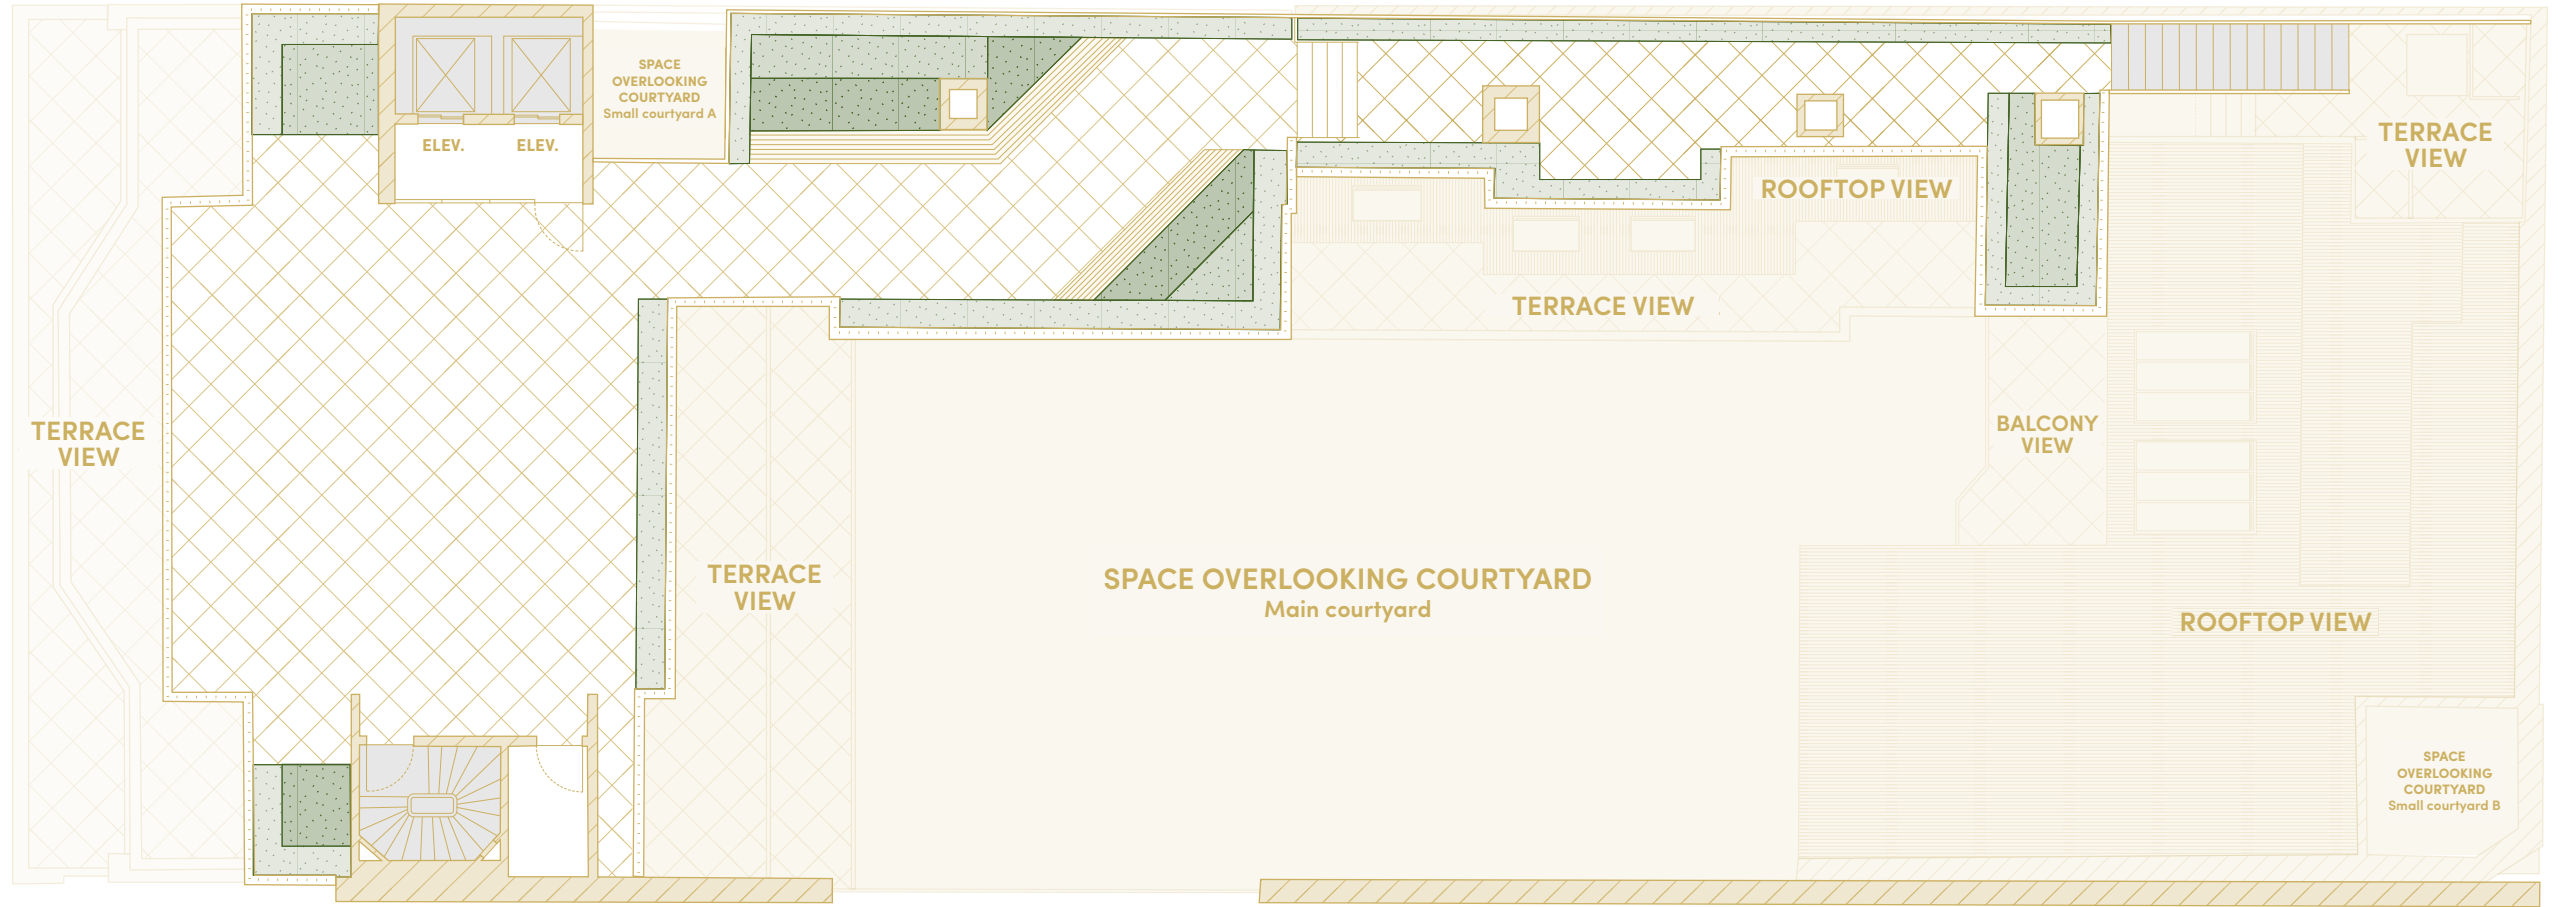 SPACE
OVERLOOKING
COURTYARD
Small courtyard A
ELEV.
ELEV.
TERRACE
VIEW
ROOFTOP VIEW
TERRACE VIEW
TERRACE
VIEW
BALCONY
VIEW
TERRACE
VIEW
SPACE OVERLOOKING COURTYARD
Main courtyard
ROOFTOP VIEW
SPACE
OVERLOOKING
COURTYARD
Small courtyard B